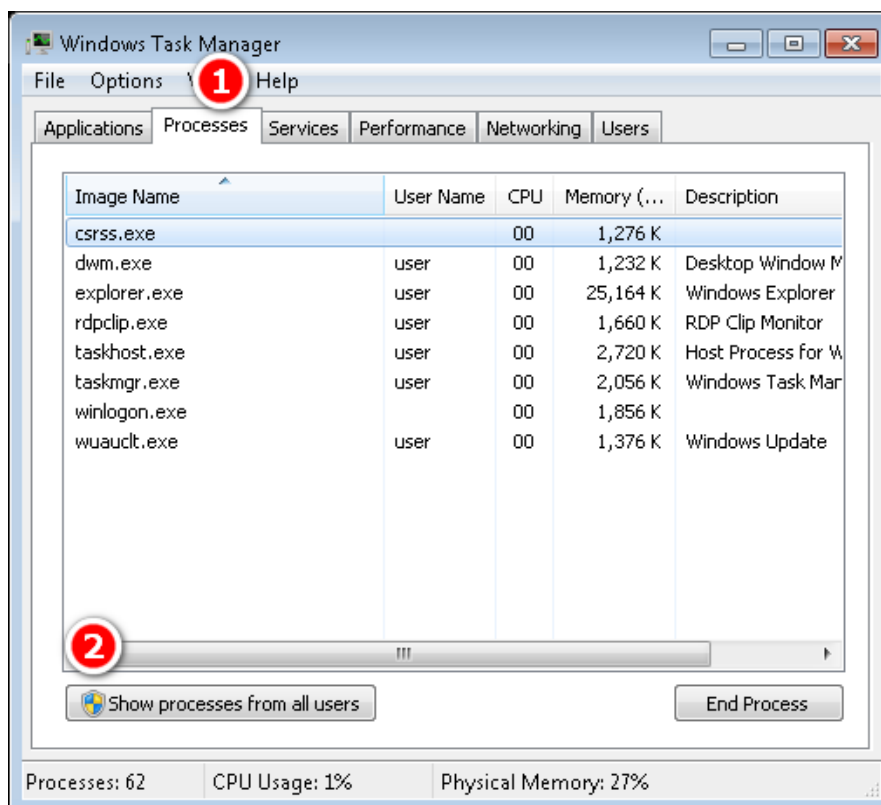 Windows Task Manager
File Options V 1 Help
Applications Processes Services Performance Networking Users
Image Name User Name CPU Memory (... Description
csrss.exe 00 1,276 K
dwm.exe user 00 1,232 K Desktop Window M
explorer.exe user 00 25,164 K Windows Explorer
rdpclip.exe user 00 1,660 K RDP Clip Monitor
taskhost.exe user 00 2,720 K Host Process for W
taskmgr.exe user 00 2,056 K Windows Task Mar
winlogon.exe 00 1,856 K
wuauclt.exe user 00 1,376 K Windows Update
2
Show processes from all users End Process
Processes: 62 CPU Usage: 1% Physical Memory: 27%